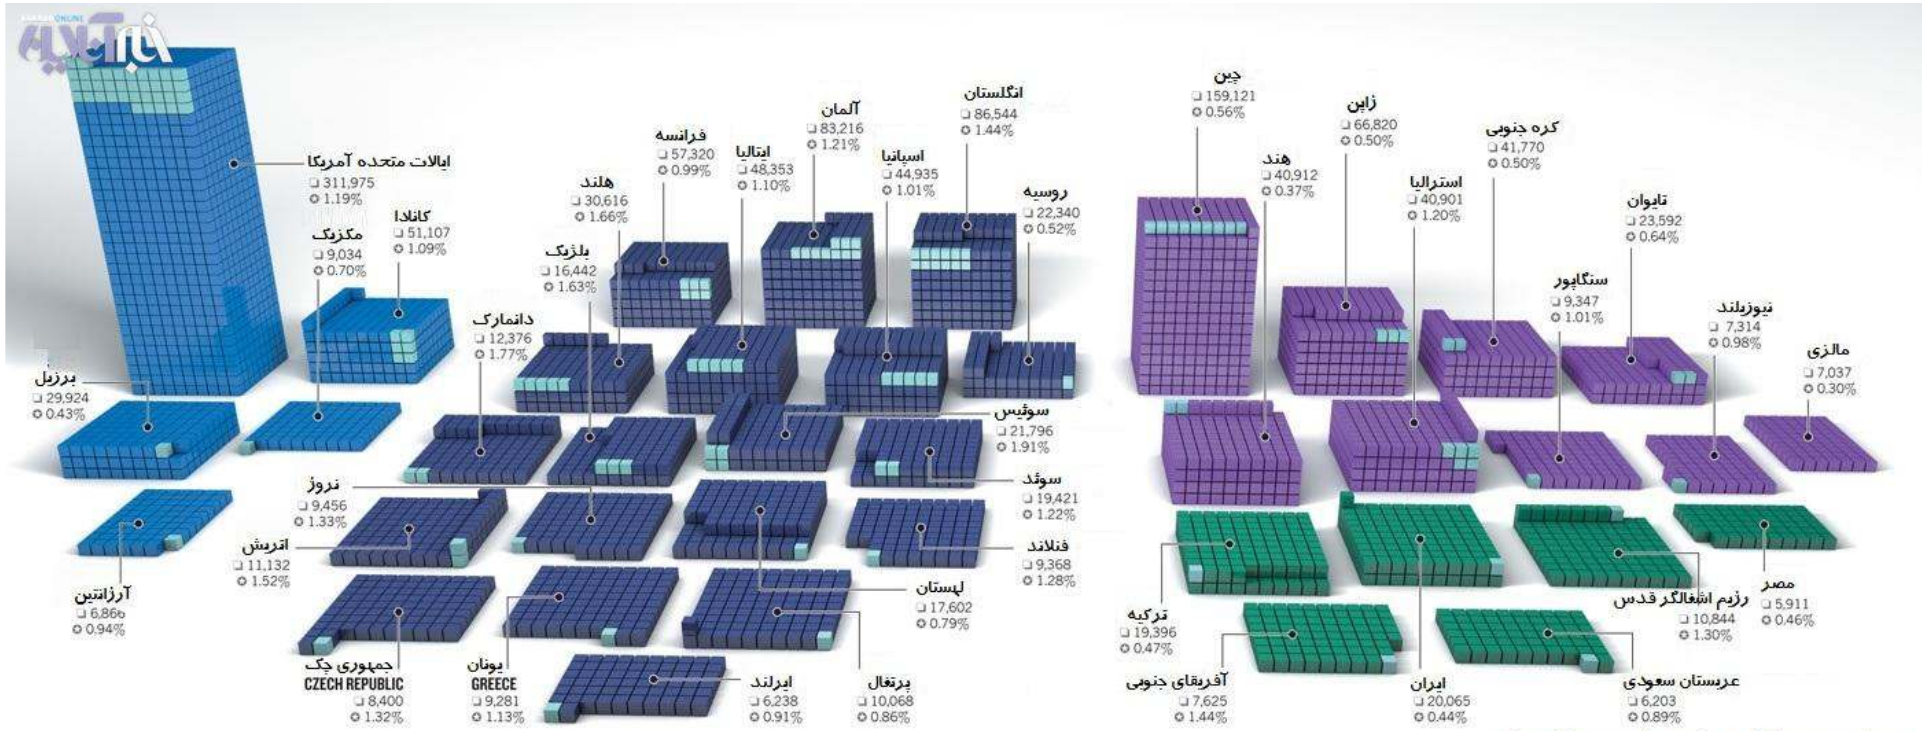 KHABAR ONLINE
خبرآنلاین
ایالات متحده آمریکا
311,975
1.19%
کانادا
51,107
1.09%
مکزیک
9,034
0.70%
برزیل
29,924
0.43%
آرژانتین
6,866
0.94%
انگلستان
86,544
1.44%
آلمان
83,216
1.21%
فرانسه
57,320
0.99%
ایتالیا
48,353
1.10%
اسپانیا
44,935
1.01%
هلند
30,616
1.66%
روسیه
22,340
0.52%
بلژیک
16,442
1.63%
دانمارک
12,376
1.77%
سوئیس
21,796
1.91%
سوئد
19,421
1.22%
نروژ
9,456
1.33%
اتریش
11,132
1.52%
فنلاند
9,368
1.28%
لهستان
17,602
0.79%
جمهوری چک
CZECH REPUBLIC
8,400
1.32%
یونان
GREECE
9,281
1.13%
ایرلند
6,238
0.91%
پرتغال
10,068
0.86%
چین
159,121
0.56%
ژاپن
66,820
0.50%
کره جنوبی
41,770
0.50%
هند
40,912
0.37%
استرالیا
40,901
1.20%
تایوان
23,592
0.64%
سنگاپور
9,347
1.01%
نیوزیلند
7,314
0.98%
مالزی
7,037
0.30%
ترکیه
19,396
0.47%
ایران
20,065
0.44%
رژیم اشغالگر قدس
10,844
1.30%
مصر
5,911
0.46%
آفریقای جنوبی
7,625
1.44%
عربستان سعودی
6,203
0.89%